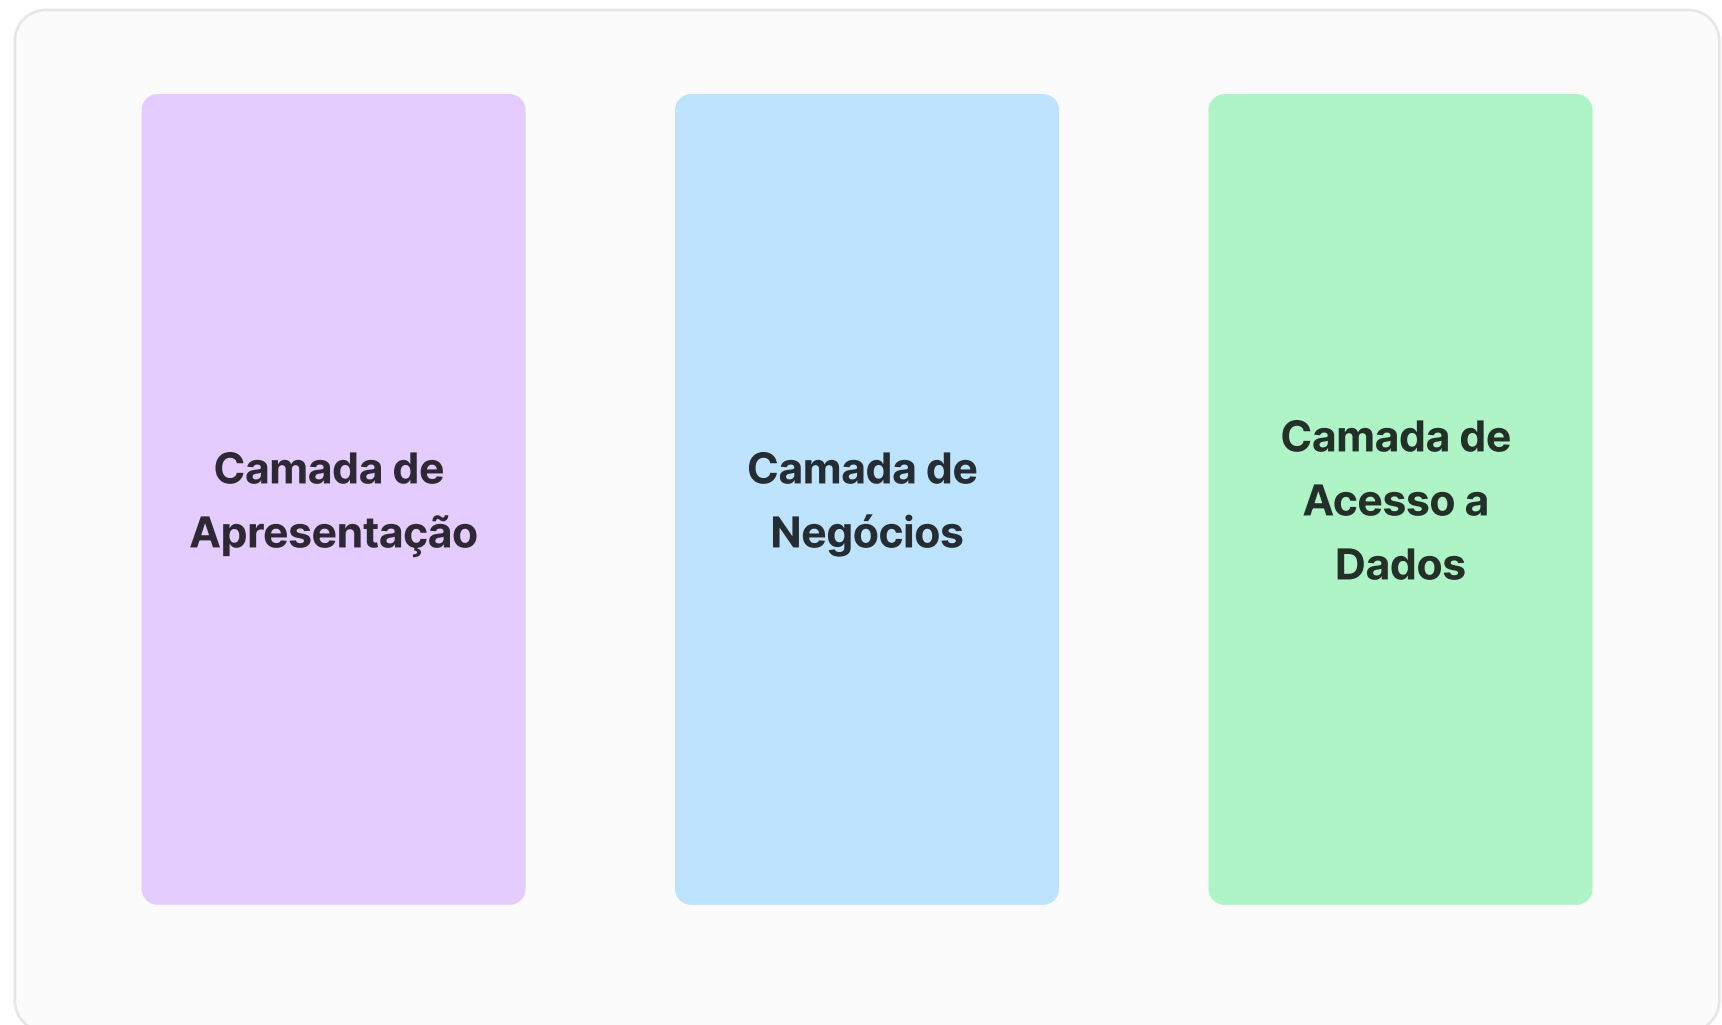 Camada de
Apresentação
Camada de
Negócios
Camada de
Acesso a
Dados